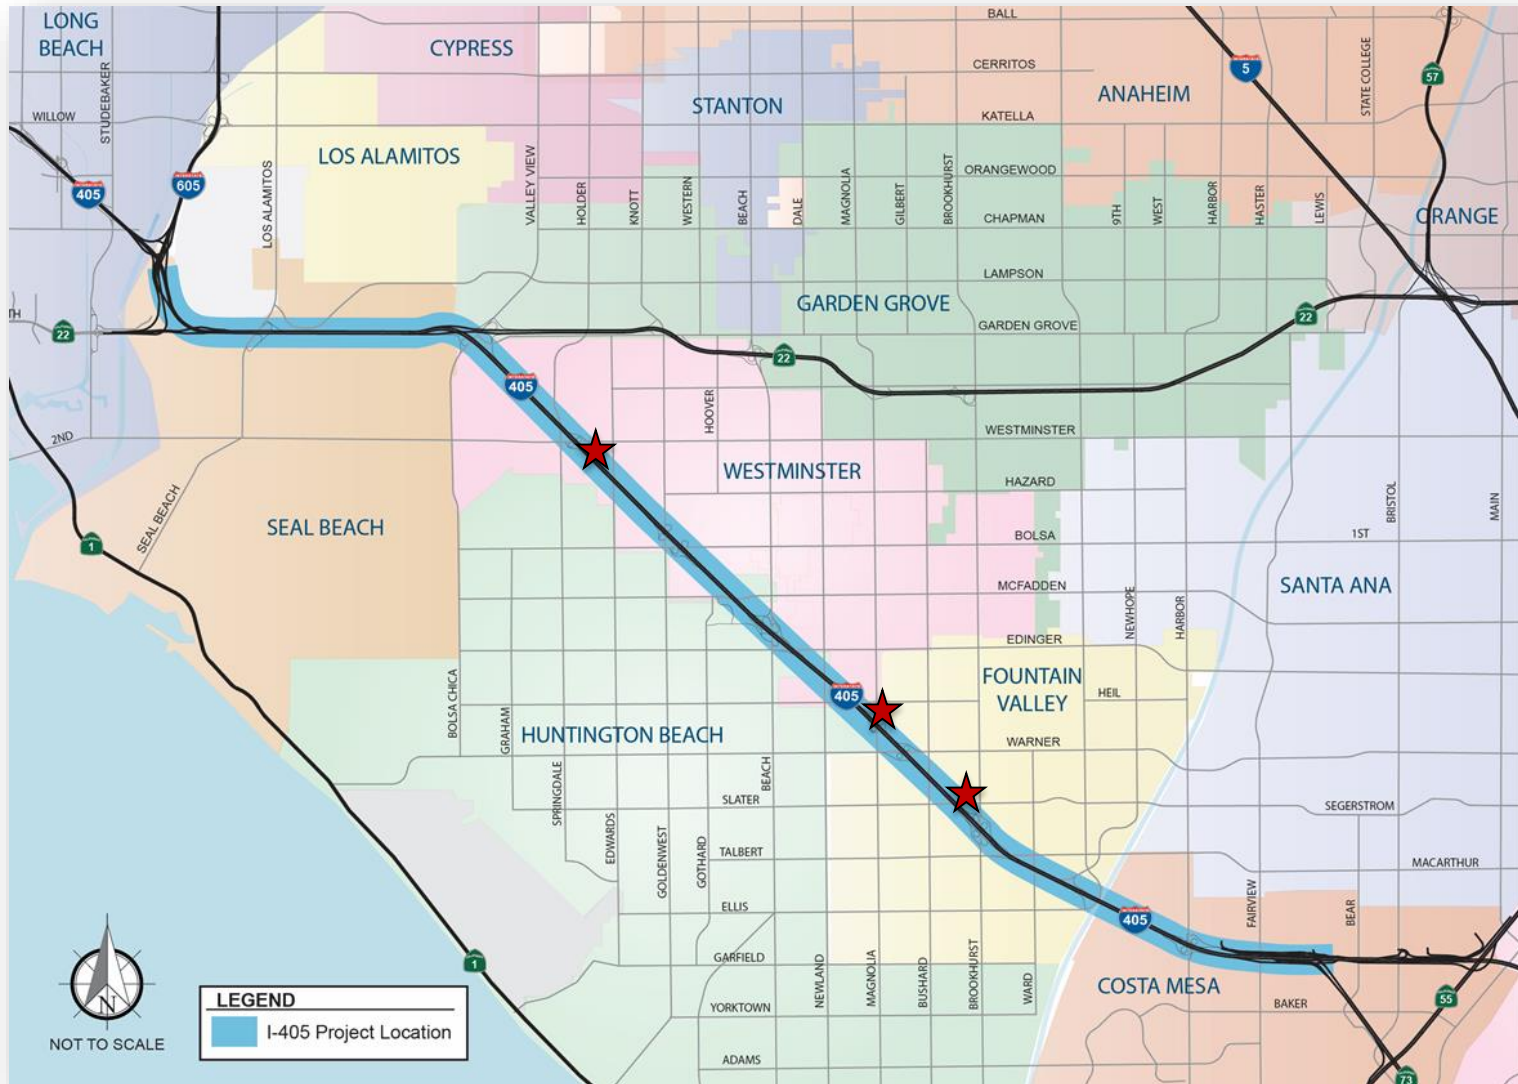 LONG
BEACH
CYPRESS
BALL
CERRITOS
STANTON
ANAHEIM
5
STATE COLLEGE
57
WILLOW
STUDEBAKER
KATELLA
LOS ALAMITOS
ORANGEWOOD
INTERSTATE
405
605
LOS ALAMITOS
VALLEY VIEW
HOLDER
KNOTT
WESTERN
BEACH
DALE
MAGNOLIA
GILBERT
BROOKHURST
CHAPMAN
9TH
WEST
HARBOR
HASTER
LEWIS
ORANGE
LAMPSON
GARDEN GROVE
TH
22
GARDEN GROVE
22
22
405
HOOVER
2ND
WESTMINSTER
WESTMINSTER
HAZARD
SEAL BEACH
SEAL BEACH
1
BOLSA
1ST
BRISTOL
MAIN
MCFADDEN
SANTA ANA
NEWHOPE
HARBOR
EDINGER
FOUNTAIN
VALLEY
HEIL
405
BOLSA CHICA
GRAHAM
HUNTINGTON BEACH
WARNER
SPRINGDALE
BEACH
SLATER
SEGERSTROM
EDWARDS
GOLDENWEST
GOTHARD
TALBERT
MACARTHUR
ELLIS
FAIRVIEW
BEAR
405
GARFIELD
NEWLAND
MAGNOLIA
BUSHARD
BROOKHURST
WARD
COSTA MESA
1
YORKTOWN
BAKER
55
ADAMS
73
N
NOT TO SCALE
LEGEND
I-405 Project Location